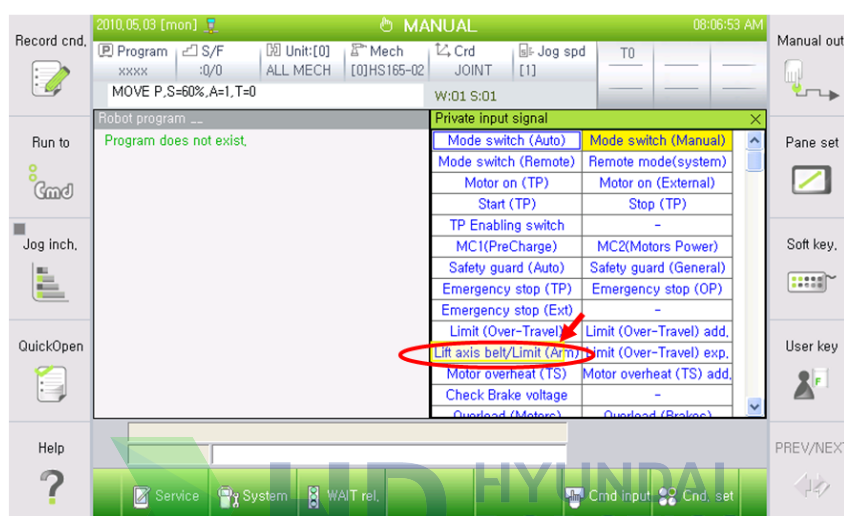 2010,05,03 [mon] MANUAL 08:06:53 AM
Record cnd.
Run to
Cmd
Jog inch.
QuickOpen
Help
P Program
xxxx
S/F
:0/0
Unit:[0]
ALL MECH
Mech
[0]HS165-02
Crd
JOINT
Jog spd
[1]
T0
MOVE P,S=60%,A=1,T=0
W:01 S:01
Robot program --
Program does not exist.
Private input signal
Mode switch (Auto) Mode switch (Manual)
Mode switch (Remote) Remote mode(system)
Motor on (TP) Motor on (External)
Start (TP) Stop (TP)
TP Enabling switch -
MC1(PreCharge) MC2(Motors Power)
Safety guard (Auto) Safety guard (General)
Emergency stop (TP) Emergency stop (OP)
Emergency stop (Ext) -
Limit (Over-Travel) Limit (Over-Travel) add.
Lift axis belt/Limit (Arm) Limit (Over-Travel) exp.
Motor overheat (TS) Motor overheat (TS) add.
Check Brake voltage -
Overload (Motors) Overload (Brakes)
Manual out
Pane set
Soft key.
User key
F
PREV/NEXT
Service System WAIT rel. Cmd input Cnd. set
HYUNDAI